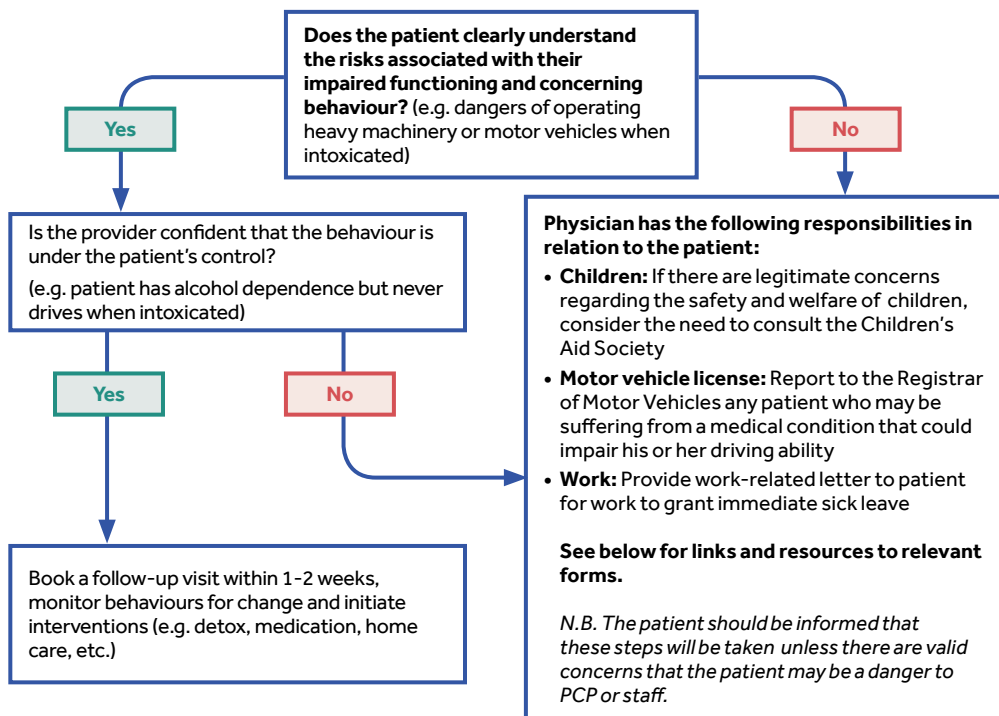 Does the patient clearly understand
the risks associated with their
impaired functioning and concerning
behaviour? (e.g. dangers of operating
heavy machinery or motor vehicles when
intoxicated)
Yes
No
Is the provider confident that the behaviour is
under the patient's control?
(e.g. patient has alcohol dependence but never
drives when intoxicated)
Yes
No
Book a follow-up visit within 1-2 weeks,
monitor behaviours for change and initiate
interventions (e.g. detox, medication, home
care, etc.)
Physician has the following responsibilities in
relation to the patient:
• Children: If there are legitimate concerns
regarding the safety and welfare of children,
consider the need to consult the Children's
Aid Society
• Motor vehicle license: Report to the Registrar
of Motor Vehicles any patient who may be
suffering from a medical condition that could
impair his or her driving ability
• Work: Provide work-related letter to patient
for work to grant immediate sick leave
See below for links and resources to relevant
forms.
N.B. The patient should be informed that
these steps will be taken unless there are valid
concerns that the patient may be a danger to
PCP or staff.